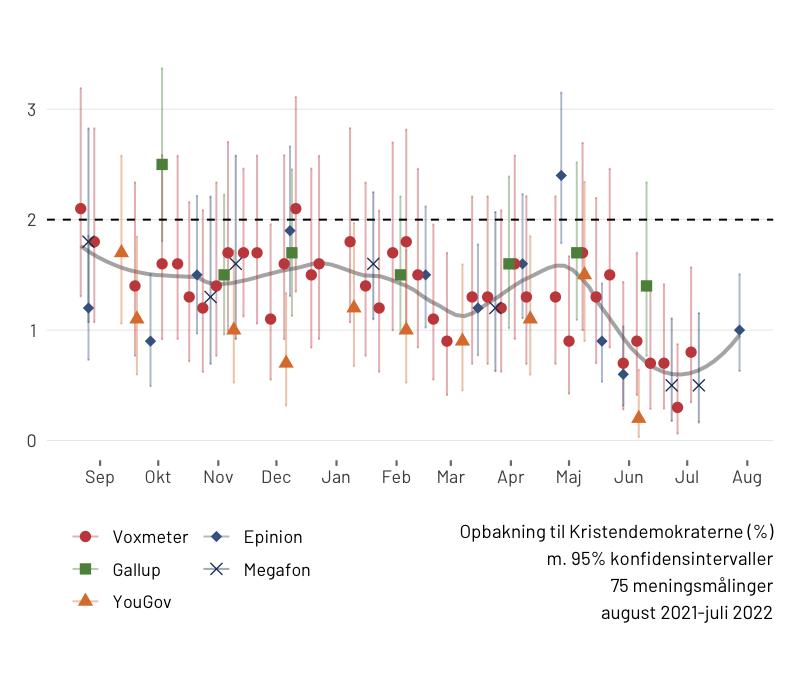 3
2
1
0
Sep Okt Nov Dec Jan Feb Mar Apr Maj Jun Jul Aug
Voxmeter
Gallup
YouGov
Epinion
Megafon
Opbakning til Kristendemokraterne (%)
m. 95% konfidensintervaller
75 meningsmålinger
august 2021-juli 2022